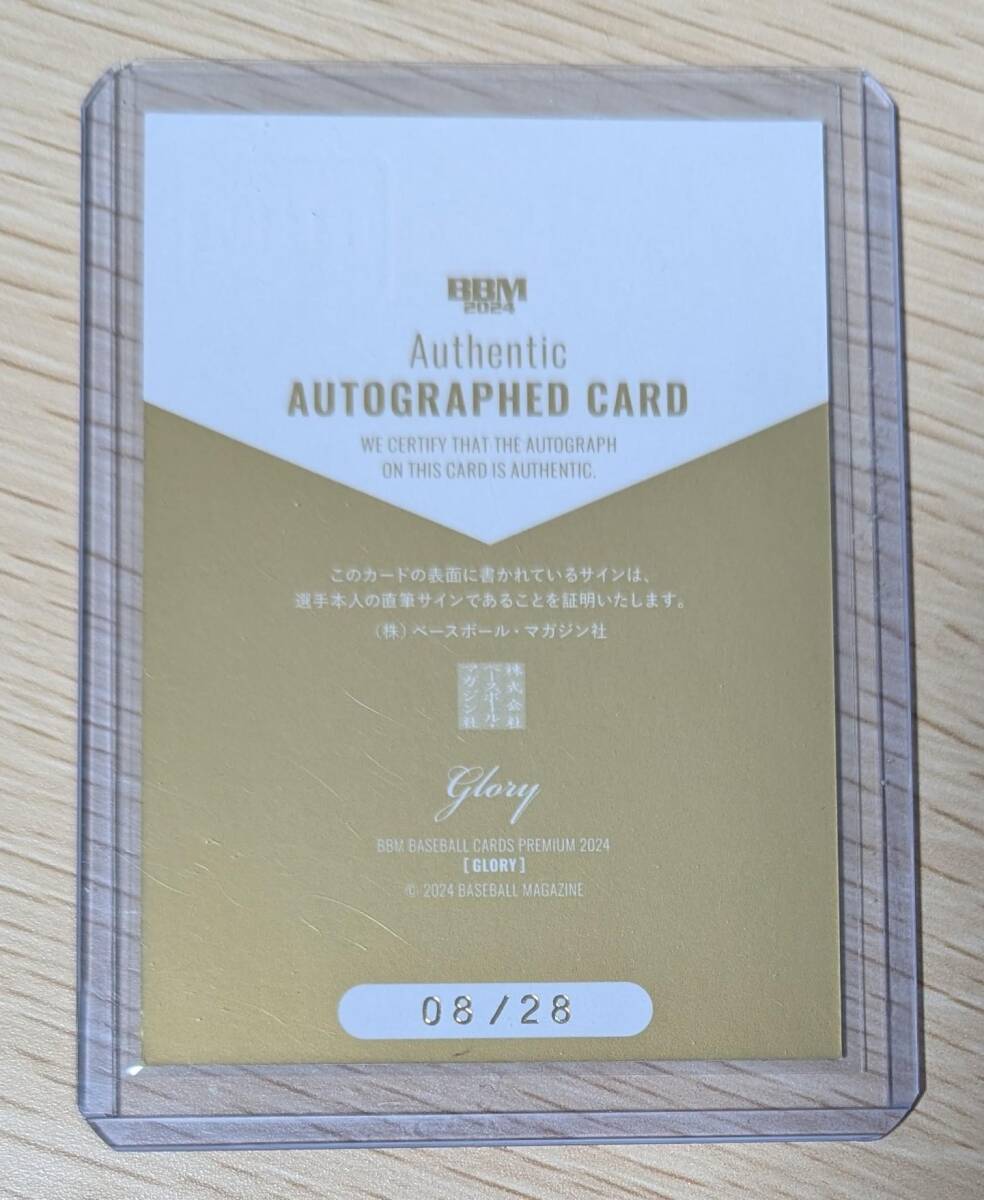 BBM
2024
Authentic
AUTOGRAPHED CARD
WE CERTIFY THAT THE AUTOGRAPH
ON THIS CARD IS AUTHENTIC.
このカードの表面に書かれているサインは、
選手本人の直筆サインであることを証明いたします。
（株）ベースボール・マガジン社
株式会社
ベースボール・
マガジン社
Glory
BBM BASEBALL CARDS PREMIUM 2024
[GLORY]
© 2024 BASEBALL MAGAZINE
08/28